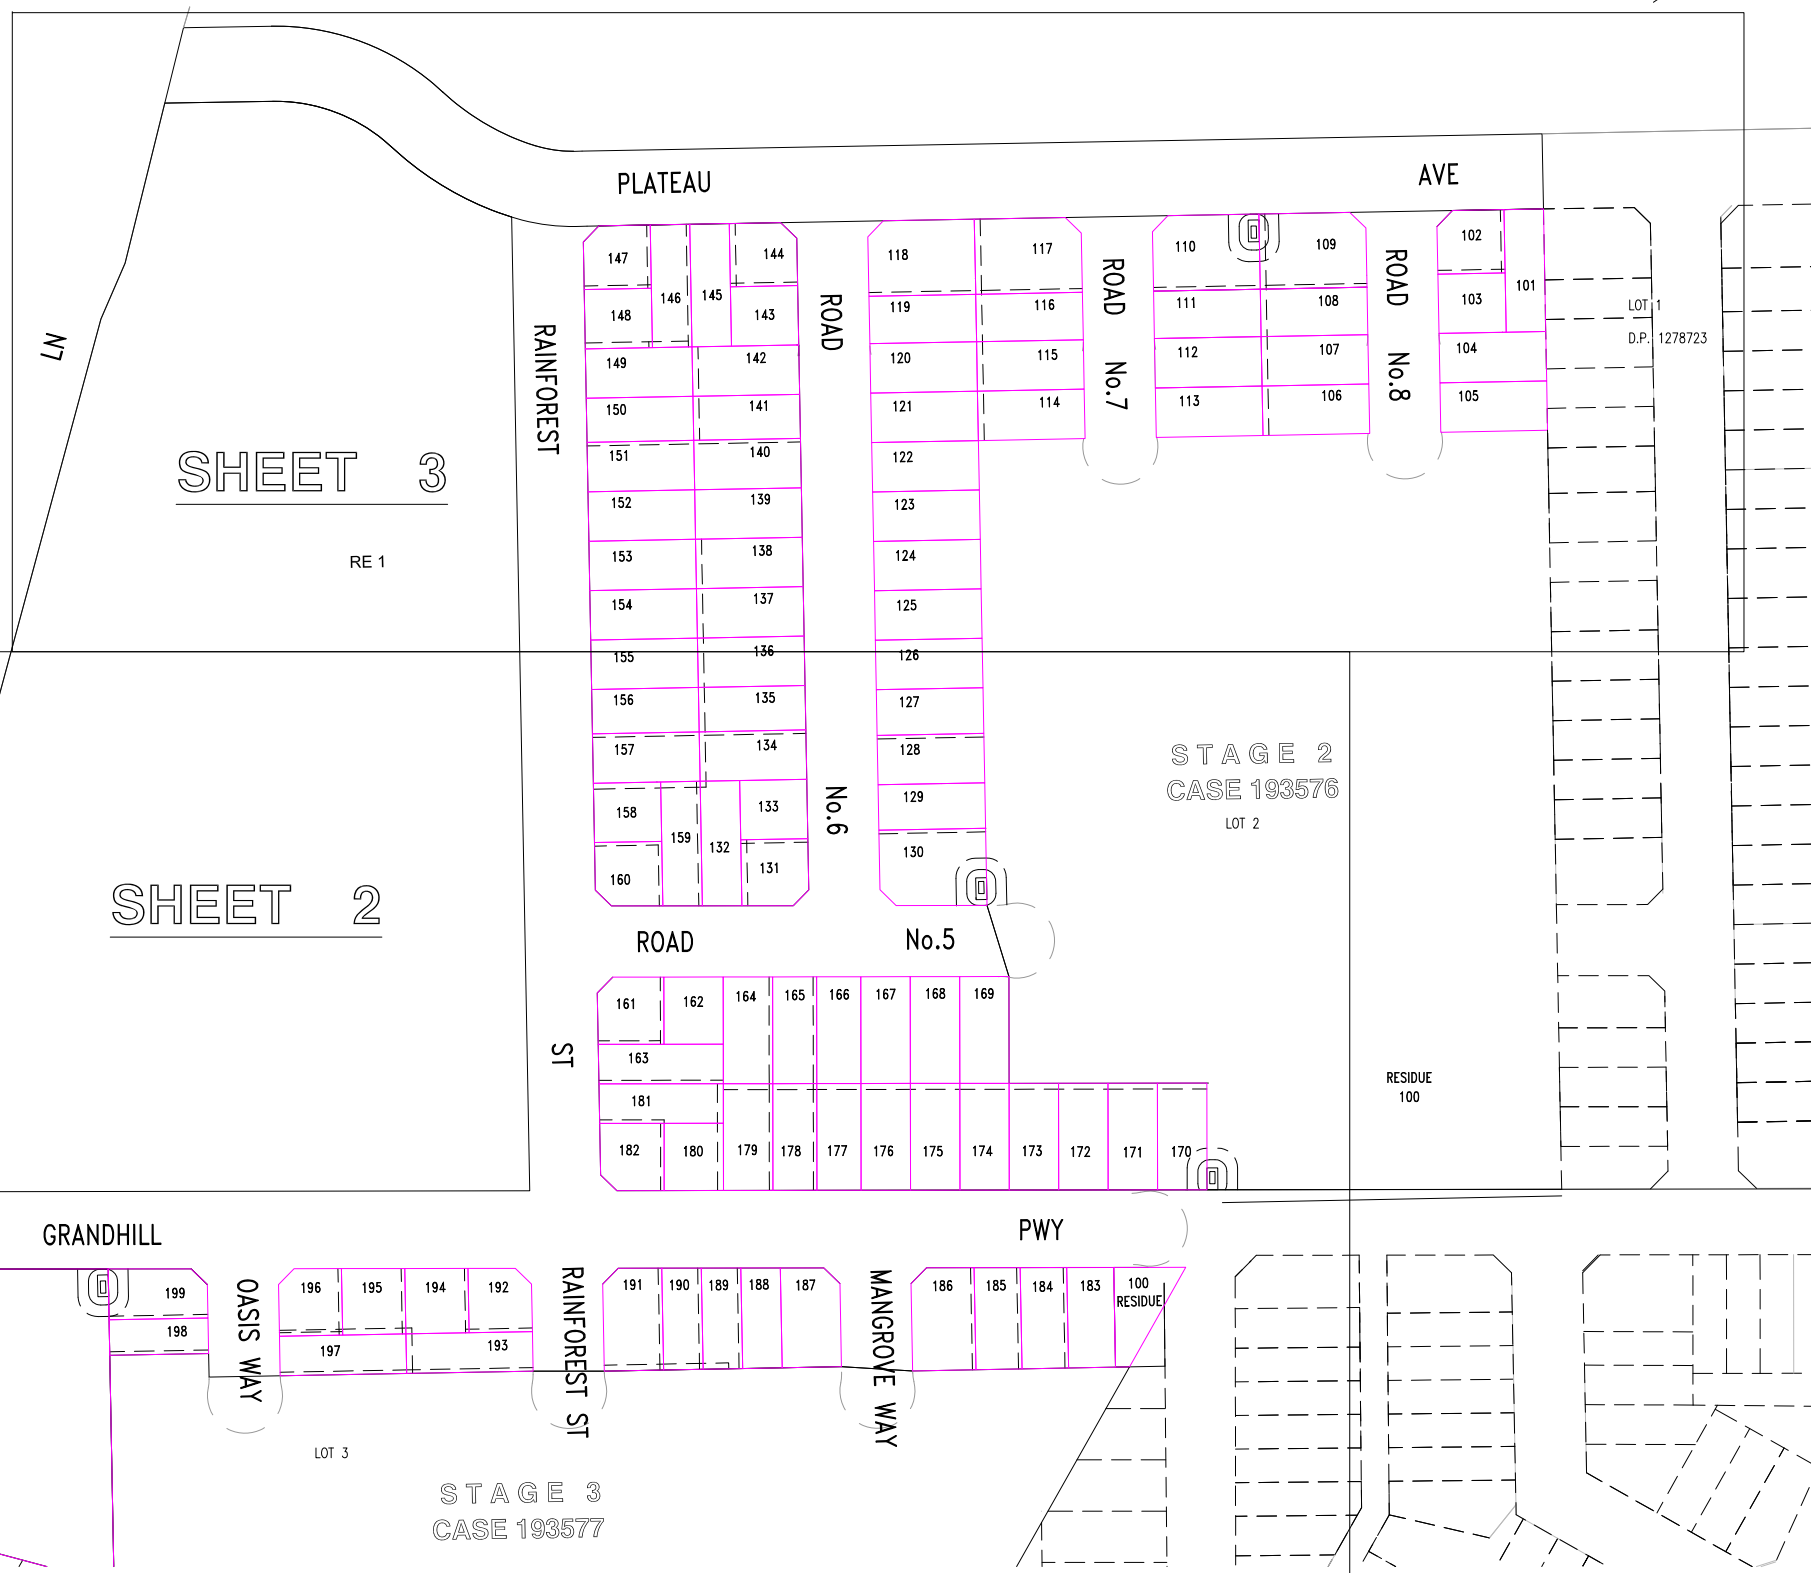 PLATEAU AVE
147 146 145 144
148 143
149 142
150 141
151 140
152 139
153 138
154 137
155 136
156 135
157 134
158 159 132 133
160 131
118 117
119 116
120 115
121 114
122
123
124
125
126
127
128
129
130
110 109
111 108
112 107
113 106
102 101
103
104
105
ROAD
No.6
ROAD No.7
ROAD No.8
RAINFOREST
ST
LN
LOT 1
D.P. 1278723
SHEET 3
RE 1
SHEET 2
STAGE 2
CASE 193576
LOT 2
ROAD No.5
161 162 164 165 166 167 168 169
163
181
182 180 179 178 177 176 175 174 173 172 171 170
RESIDUE
100
GRANDHILL PWY
199
198
OASIS WAY
196 195 194 192
197 193
RAINFOREST ST
191 190 189 188 187
MANGROVE WAY
186 185 184 183 100
RESIDUE
LOT 3
STAGE 3
CASE 193577